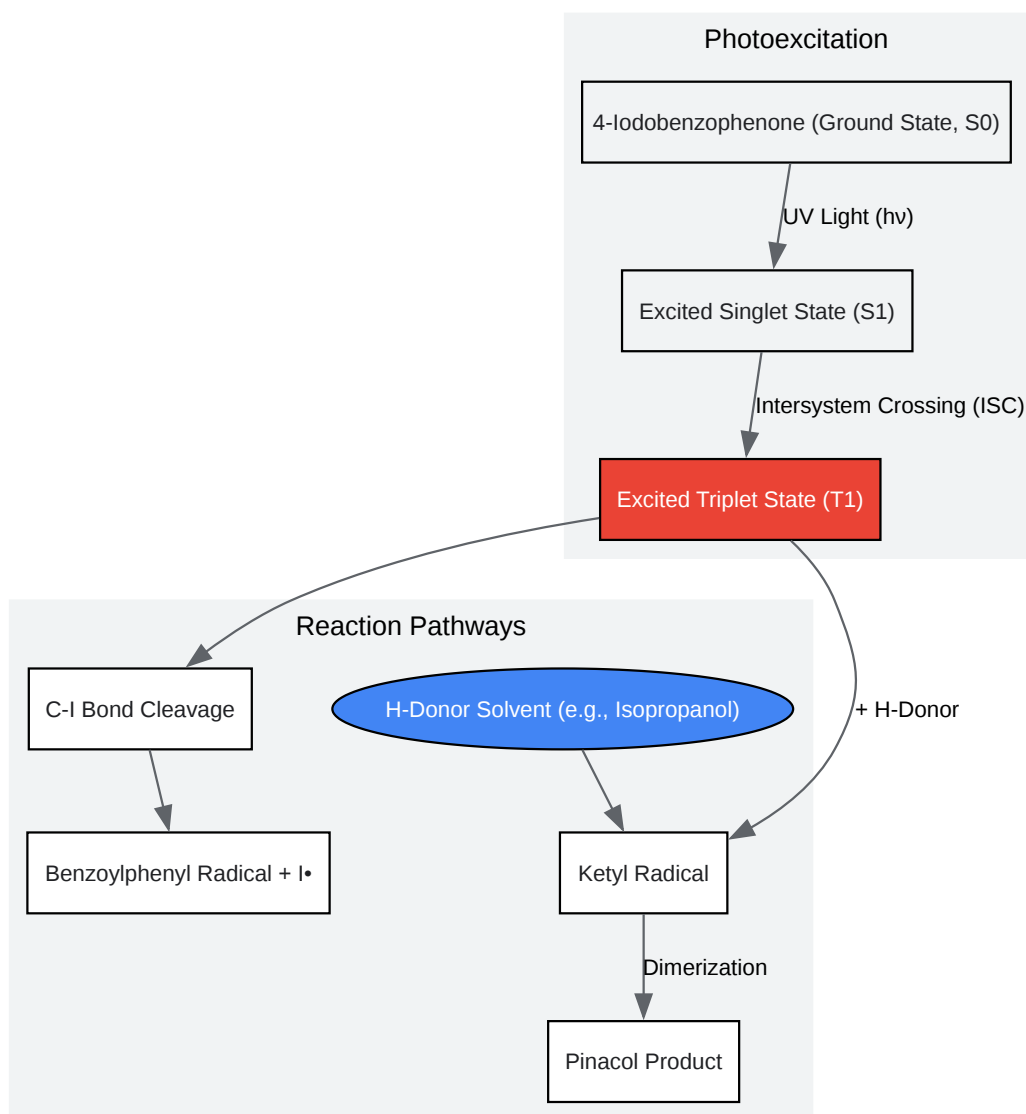 Photoexcitation
4-Iodobenzophenone (Ground State, S0)
UV Light (hν)
Excited Singlet State (S1)
Intersystem Crossing (ISC)
Excited Triplet State (T1)
Reaction Pathways
C-I Bond Cleavage
H-Donor Solvent (e.g., Isopropanol)
+ H-Donor
Benzoylphenyl Radical + I•
Ketyl Radical
Dimerization
Pinacol Product